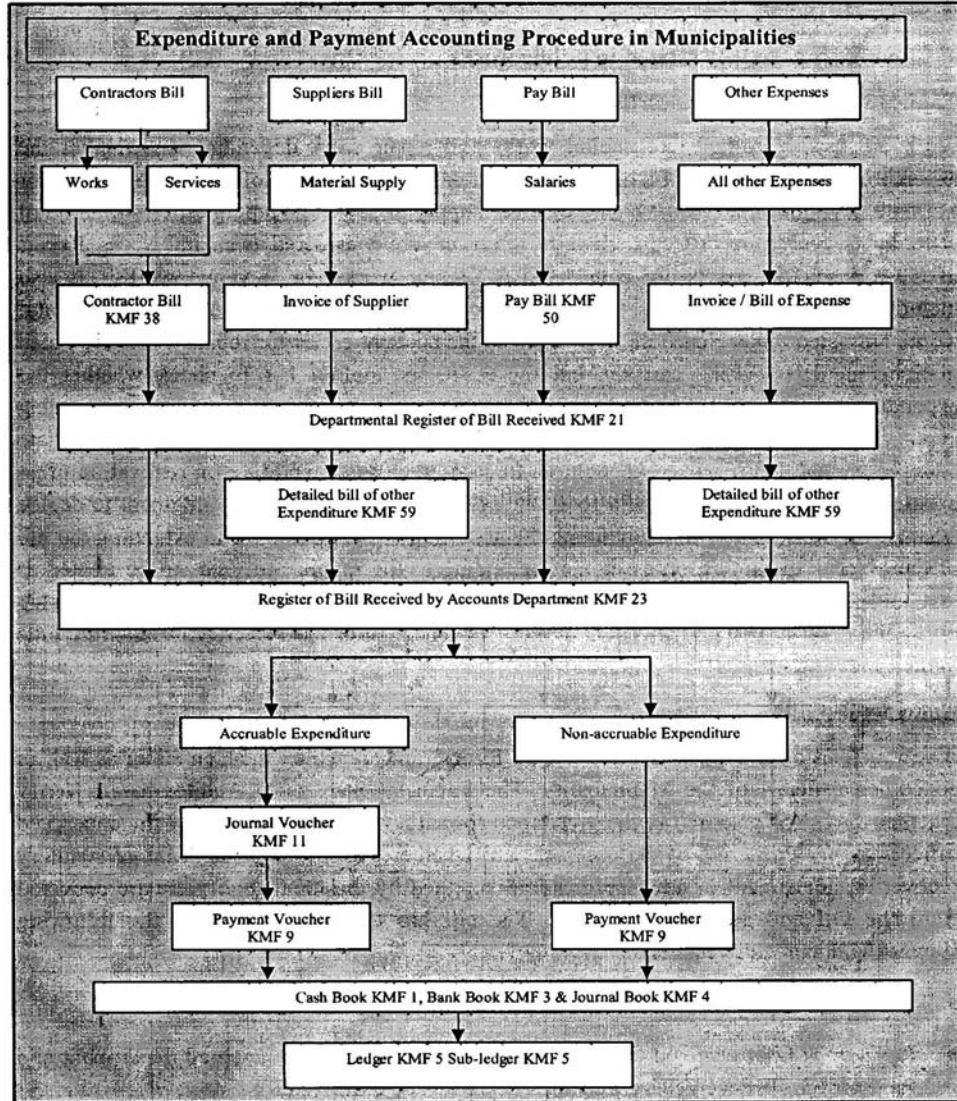 Expenditure and Payment Accounting Procedure in Municipalities
Contractors Bill
Suppliers Bill
Pay Bill
Other Expenses
Works
Services
Material Supply
Salaries
All other Expenses
Contractor Bill
KMF 38
Invoice of Supplier
Pay Bill KMF
50
Invoice / Bill of Expense
Departmental Register of Bill Received KMF 21
Detailed bill of other
Expenditure KMF 59
Detailed bill of other
Expenditure KMF 59
Register of Bill Received by Accounts Department KMF 23
Accruable Expenditure
Non-accruable Expenditure
Journal Voucher
KMF 11
Payment Voucher
KMF 9
Payment Voucher
KMF 9
Cash Book KMF 1, Bank Book KMF 3 & Journal Book KMF 4
Ledger KMF 5 Sub-ledger KMF 5